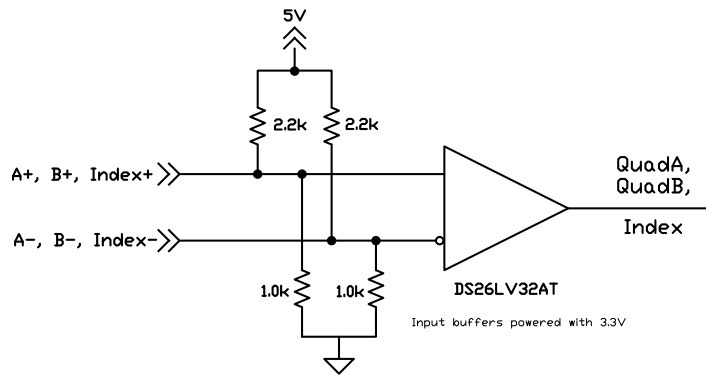 5V
2.2k
2.2k
A+, B+, Index+
QuadA,
QuadB,
Index
A-, B-, Index-
1.0k
1.0k
DS26LV32AT
Input buffers powered with 3.3V